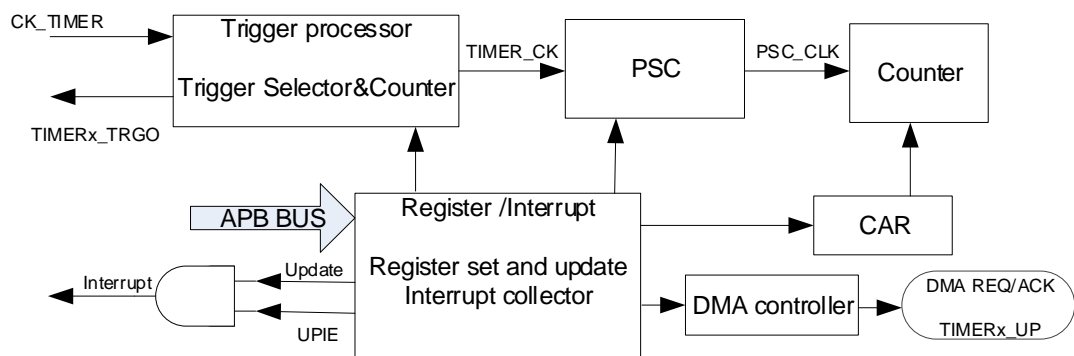 CK_TIMER
Trigger processor
Trigger Selector&Counter
TIMERx_TRGO
TIMER_CK
PSC
PSC_CLK
Counter
APB BUS
Register /Interrupt
Register set and update
Interrupt collector
CAR
Interrupt
Update
UPIE
DMA controller
DMA REQ/ACK
TIMERx_UP